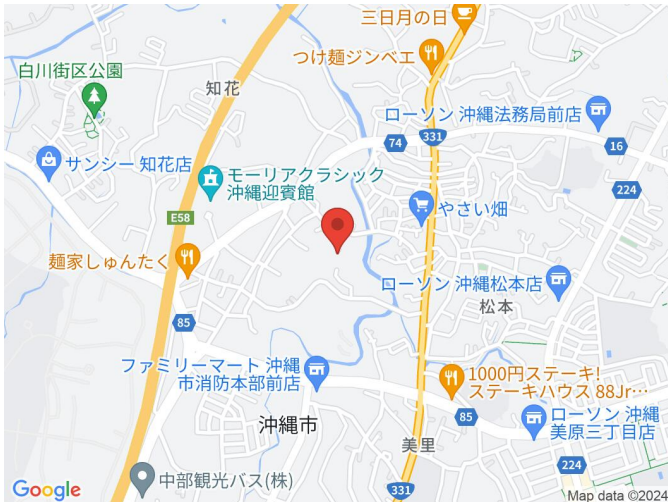 三日月の日
つけ麺ジンベエ
白川街区公園
知花
ローソン 沖縄法務局前店
331
74
16
サンシー 知花店
モーリアクラシック
沖縄迎賓館
224
E58
やさい畑
麺家しゅんたく
ローソン 沖縄松本店
松本
85
ファミリーマート 沖縄
市消防本部前店
1000円ステーキ!
ステーキハウス 88Jr…
85
ローソン 沖縄
美原三丁目店
沖縄市
美里
224
中部観光バス(株)
331
Google
Map data ©2024